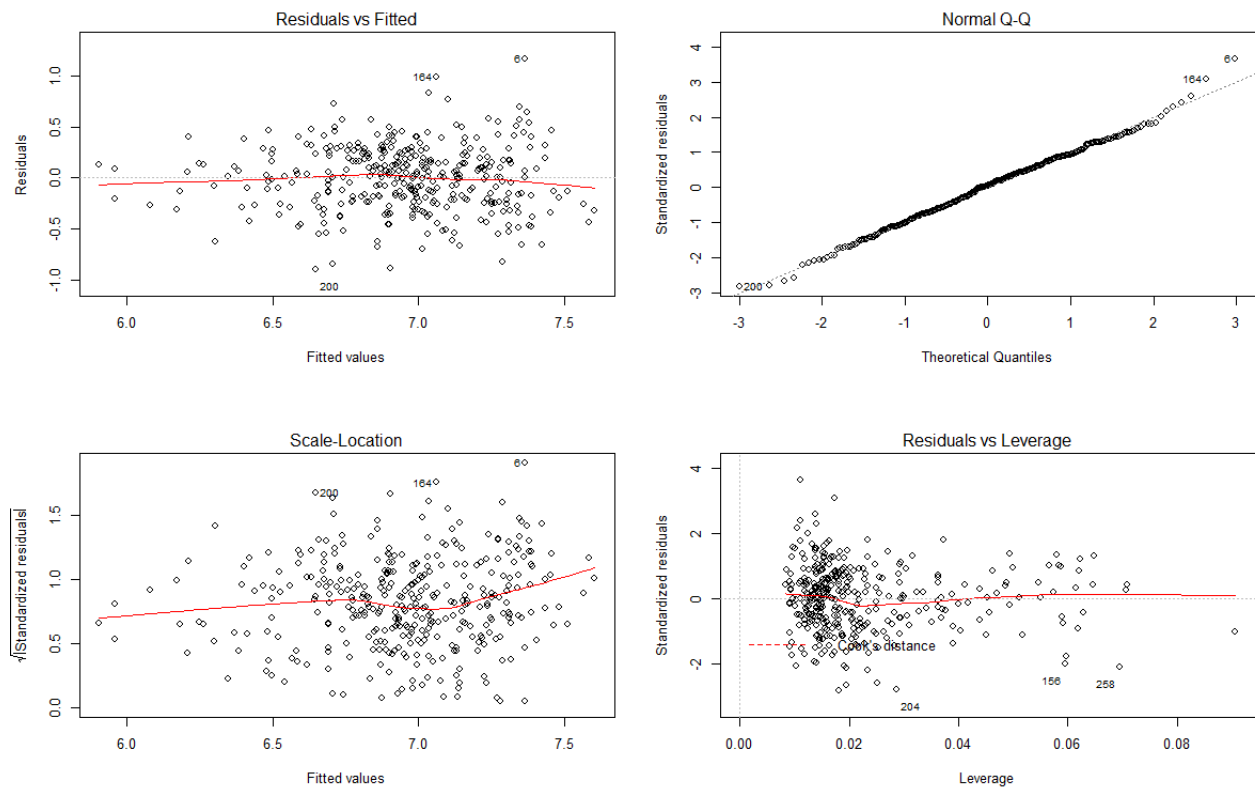 Residuals vs Fitted
Residuals
1.0
0.5
0.0
-0.5
-1.0
6
164
200
6.0 6.5 7.0 7.5
Fitted values
Normal Q-Q
Standardized residuals
4
3
2
1
0
-1
-2
-3
6
164
200
-3 -2 -1 0 1 2 3
Theoretical Quantiles
Scale-Location
√|Standardized residuals|
1.5
1.0
0.5
0.0
6
164
200
6.0 6.5 7.0 7.5
Fitted values
Residuals vs Leverage
Standardized residuals
4
2
0
-2
Cook's distance
156
258
204
0.00 0.02 0.04 0.06 0.08
Leverage